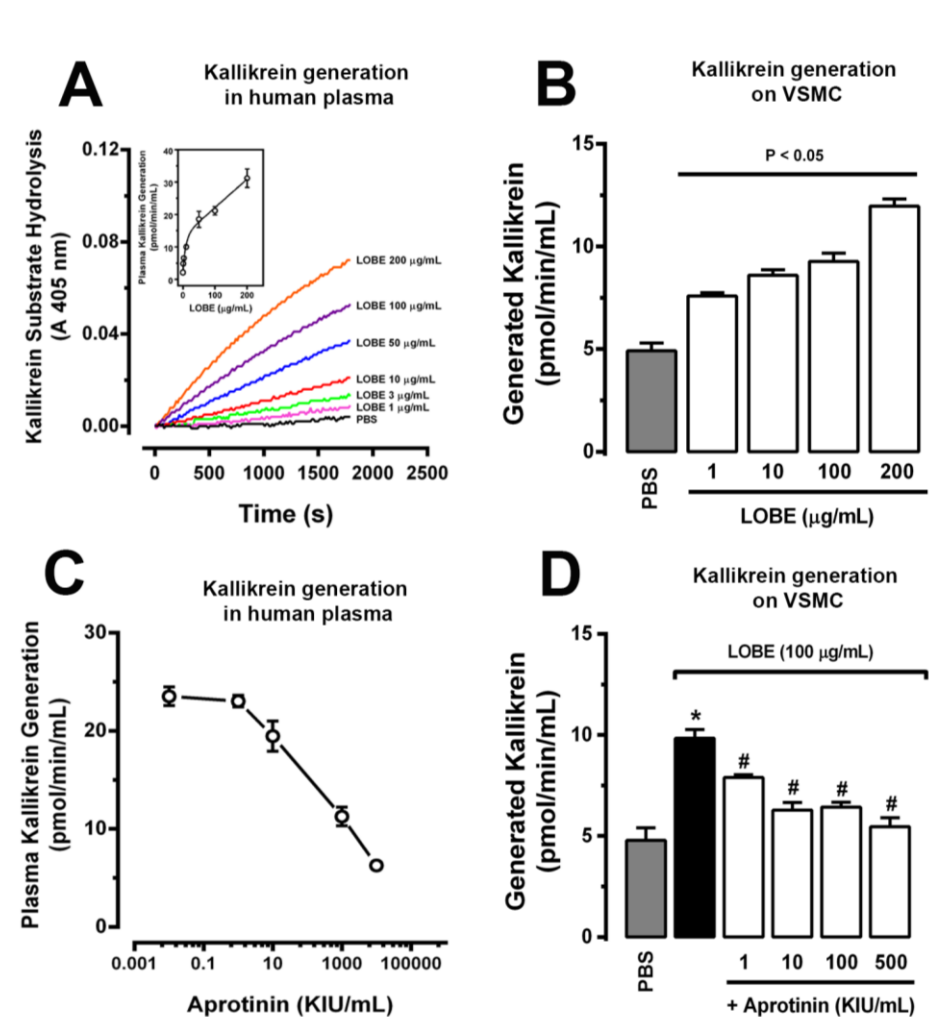 A
Kallikrein generation
in human plasma
Kallikrein Substrate Hydrolysis
(A 405 nm)
0.12
0.08
0.04
0.00
0 500 1000 1500 2000 2500
Time (s)
Plasma Kallikrein Generation
(pmol/min/mL)
40
30
20
10
0
0 100 200
LOBE (μg/mL)
LOBE 200 μg/mL
LOBE 100 μg/mL
LOBE 50 μg/mL
LOBE 10 μg/mL
LOBE 3 μg/mL
LOBE 1 μg/mL
PBS
B
Kallikrein generation
on VSMC
Generated Kallikrein
(pmol/min/mL)
15
10
5
0
P < 0.05
PBS
1 10 100 200
LOBE (μg/mL)
C
Kallikrein generation
in human plasma
Plasma Kallikrein Generation
(pmol/min/mL)
30
20
10
0
0.001 0.1 10 1000 100000
Aprotinin (KIU/mL)
D
Kallikrein generation
on VSMC
Generated Kallikrein
(pmol/min/mL)
15
10
5
0
LOBE (100 μg/mL)
*
# # # #
PBS
1 10 100 500
+ Aprotinin (KIU/mL)